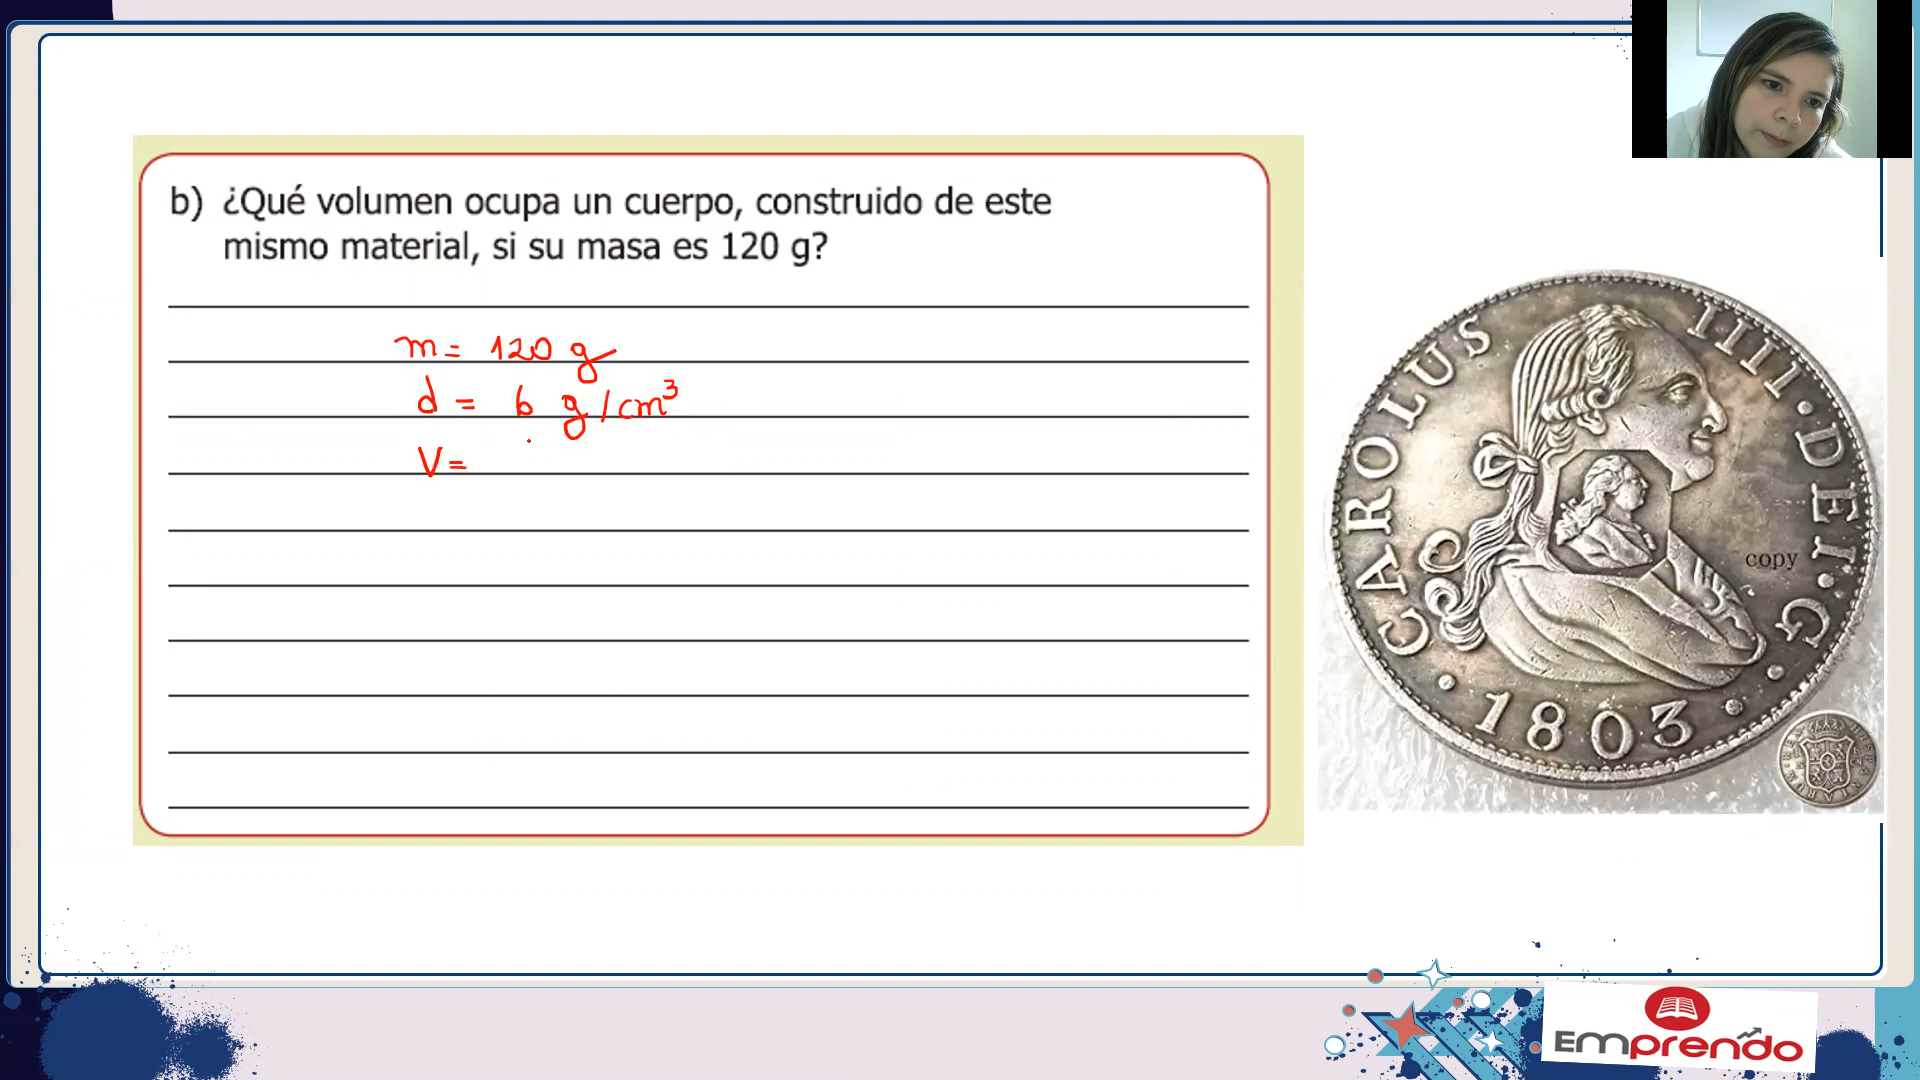 b) ¿Qué volumen ocupa un cuerpo, construido de este
mismo material, si su masa es 120 g?
m = 120 g
d = 6 g/cm³
V =
CAROLUS IIII · DEI · G ·
· 1803 ·
copy
Emprendo